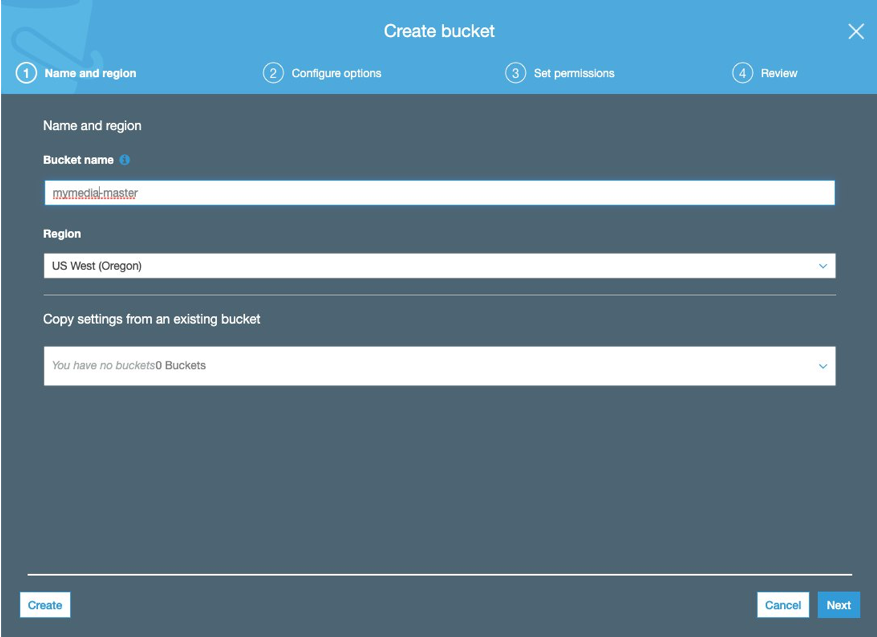 Create bucket
1 Name and region
2 Configure options
3 Set permissions
4 Review
Name and region
Bucket name
mymedia-master
Region
US West (Oregon)
Copy settings from an existing bucket
You have no buckets0 Buckets
Create
Cancel
Next